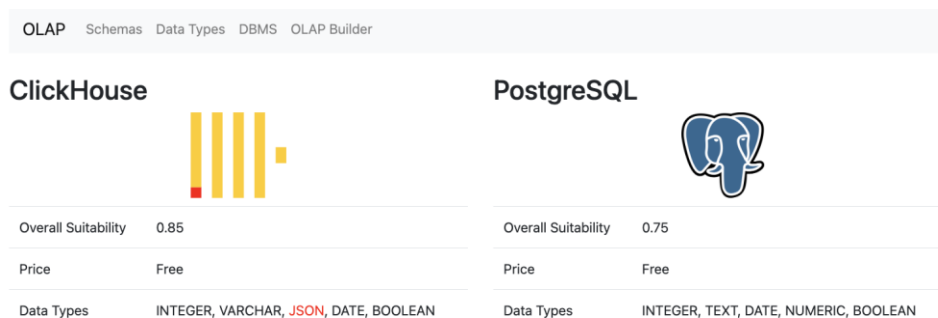 OLAP Schemas Data Types DBMS OLAP Builder
ClickHouse
Overall Suitability 0.85
Price Free
Data Types INTEGER, VARCHAR, JSON, DATE, BOOLEAN
PostgreSQL
Overall Suitability 0.75
Price Free
Data Types INTEGER, TEXT, DATE, NUMERIC, BOOLEAN